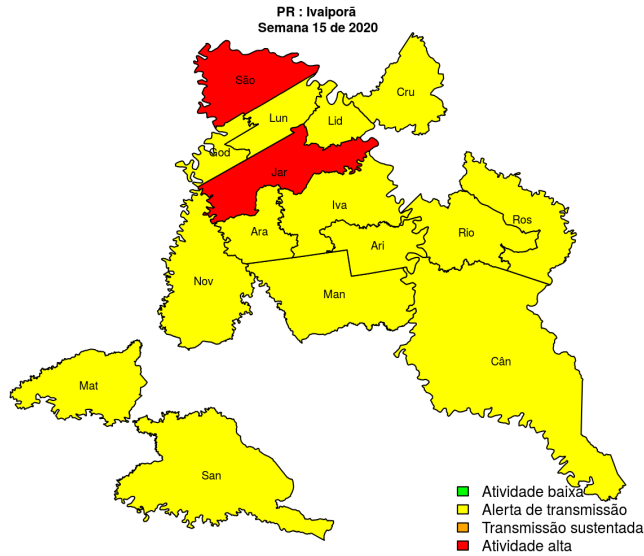 PR : Ivaiporã
Semana 15 de 2020
São
Cru
Lun
Lid
God
Jar
Iva
Ros
Rio
Ara
Ari
Nov
Man
Cân
Mat
San
Atividade baixa
Alerta de transmissão
Transmissão sustentada
Atividade alta